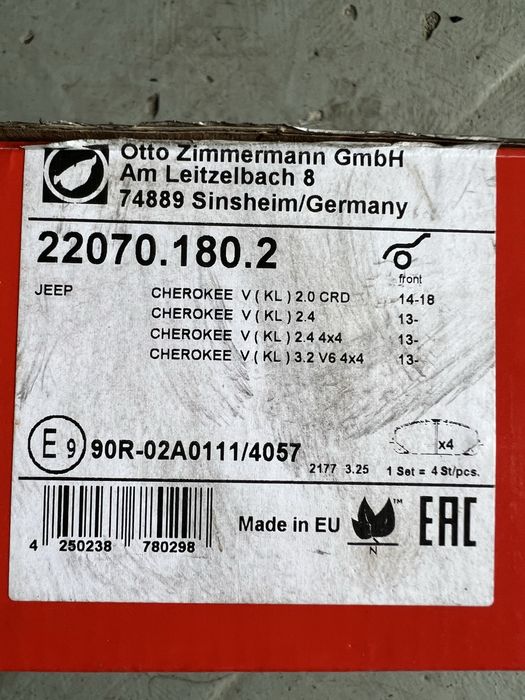 Otto Zimmermann GmbH
Am Leitzelbach 8
74889 Sinsheim/Germany
22070.180.2
front
JEEP CHEROKEE V ( KL ) 2.0 CRD 14-18
CHEROKEE V ( KL ) 2.4 13-
CHEROKEE V ( KL ) 2.4 4x4 13-
CHEROKEE V ( KL ) 3.2 V6 4x4 13-
E 9 90R-02A0111/4057
2177 3.25
x4
1 Set = 4 St/pcs.
4 250238 780298
Made in EU
™
N
EAC